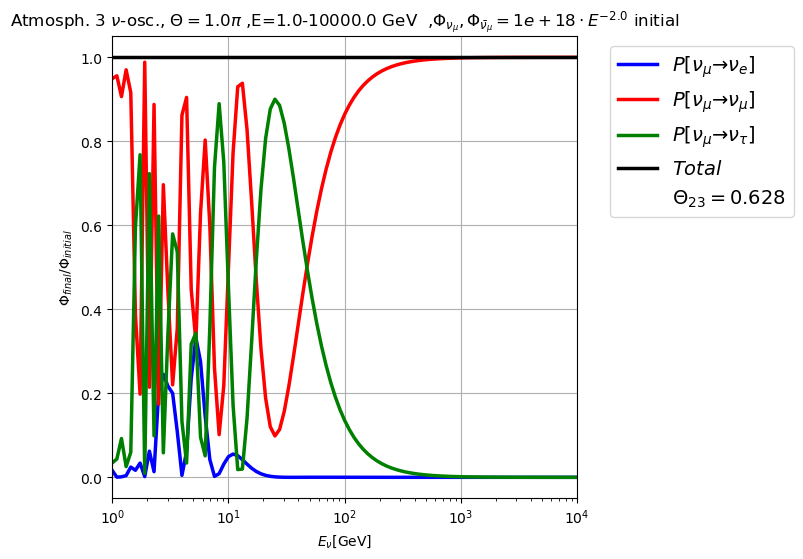 Atmosph. 3 ν-osc., Θ = 1.0π ,E=1.0-10000.0 GeV ,Φ_{ν_μ}, Φ_{ν̄_μ} = 1e + 18 · E^{−2.0} initial
P[ν_μ→ν_e]
P[ν_μ→ν_μ]
P[ν_μ→ν_τ]
Total
Θ_{23} = 0.628
Φ_{final}/Φ_{initial}
1.0
0.8
0.6
0.4
0.2
0.0
10^0 10^1 10^2 10^3 10^4
E_ν[GeV]